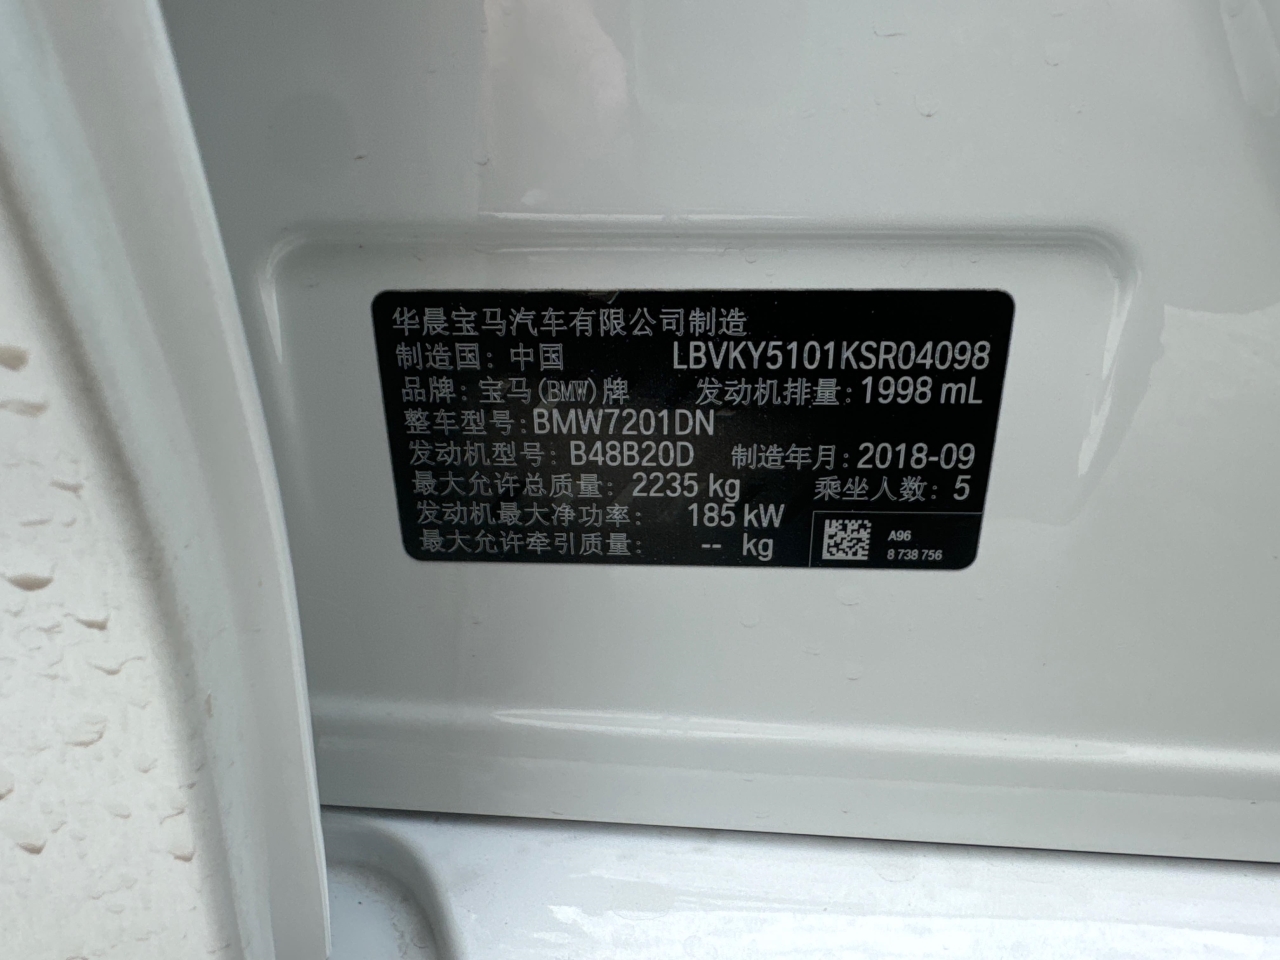 华晨宝马汽车有限公司制造
制造国：中国 LBVKY5101KSR04098
品牌：宝马(BMW)牌 发动机排量：1998 mL
整车型号：BMW7201DN
发动机型号：B48B20D 制造年月：2018-09
最大允许总质量：2235 kg 乘坐人数：5
发动机最大净功率：185 kW
最大允许牵引质量：-- kg
A96
8 738 756